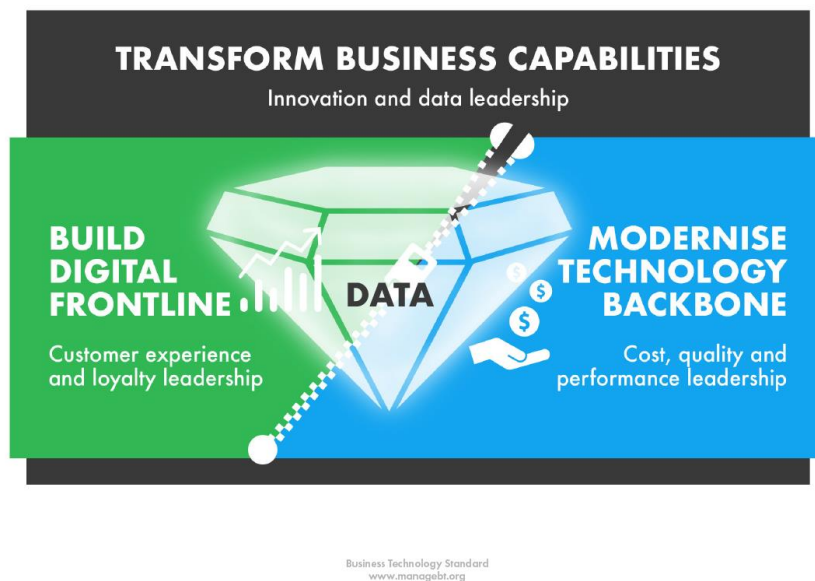 TRANSFORM BUSINESS CAPABILITIES
Innovation and data leadership
BUILD
DIGITAL
FRONTLINE
Customer experience
and loyalty leadership
DATA
MODERNISE
TECHNOLOGY
BACKBONE
$
$
$
Cost, quality and
performance leadership
Business Technology Standard
www.managebt.org